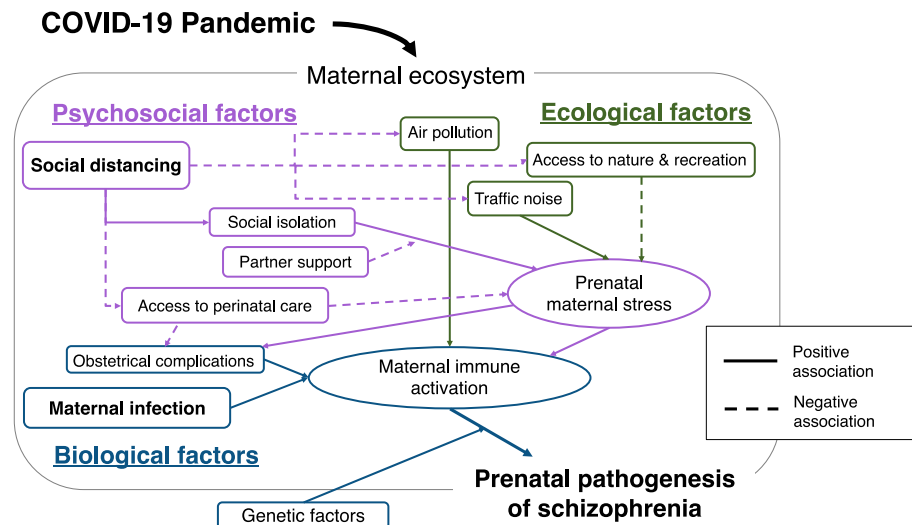 COVID-19 Pandemic
Maternal ecosystem
Psychosocial factors
Ecological factors
Air pollution
Social distancing
Access to nature & recreation
Traffic noise
Social isolation
Partner support
Prenatal
maternal stress
Access to perinatal care
Obstetrical complications
Maternal immune
activation
Positive
association
Negative
association
Maternal infection
Biological factors
Prenatal pathogenesis
of schizophrenia
Genetic factors